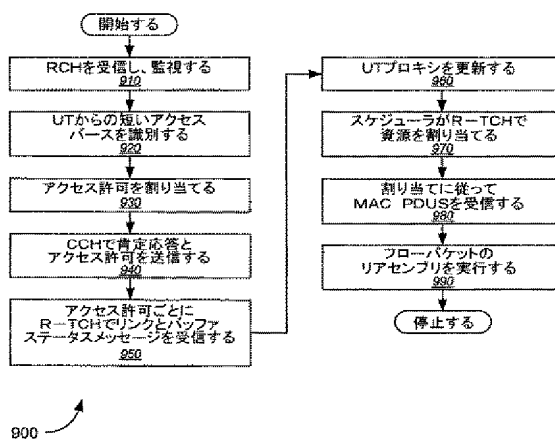 開始する
RCHを受信し、監視する
910
UTからの短いアクセス
バースを識別する
920
アクセス許可を割り当てる
930
CCHで肯定応答と
アクセス許可を送信する
940
アクセス許可ごとに
R-TCHでリンクとバッファ
ステータスメッセージを受信する
950
UTプロキシを更新する
960
スケジューラがR-TCHで
資源を割り当てる
970
割り当てに従って
MAC PDUSを受信する
980
フローパケットの
リアセンブリを実行する
990
停止する
900